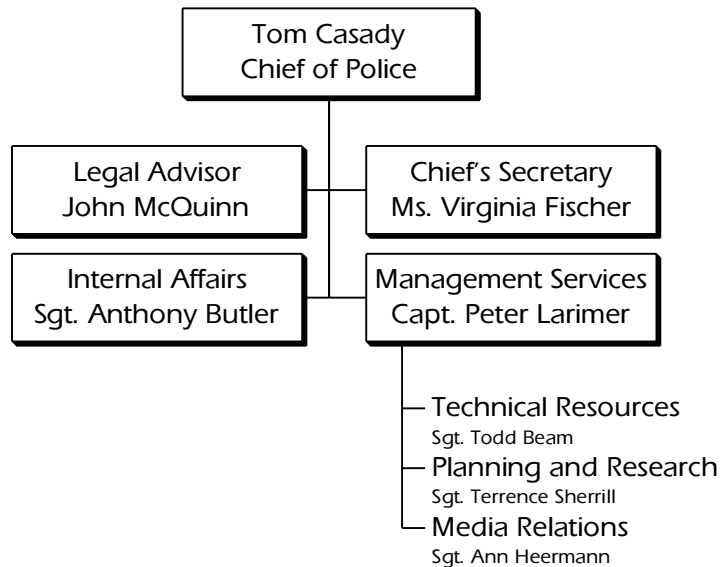 Tom Casady
Chief of Police
Legal Advisor
John McQuinn
Chief's Secretary
Ms. Virginia Fischer
Internal Affairs
Sgt. Anthony Butler
Management Services
Capt. Peter Larimer
Technical Resources
Sgt. Todd Beam
Planning and Research
Sgt. Terrence Sherrill
Media Relations
Sgt. Ann Heermann